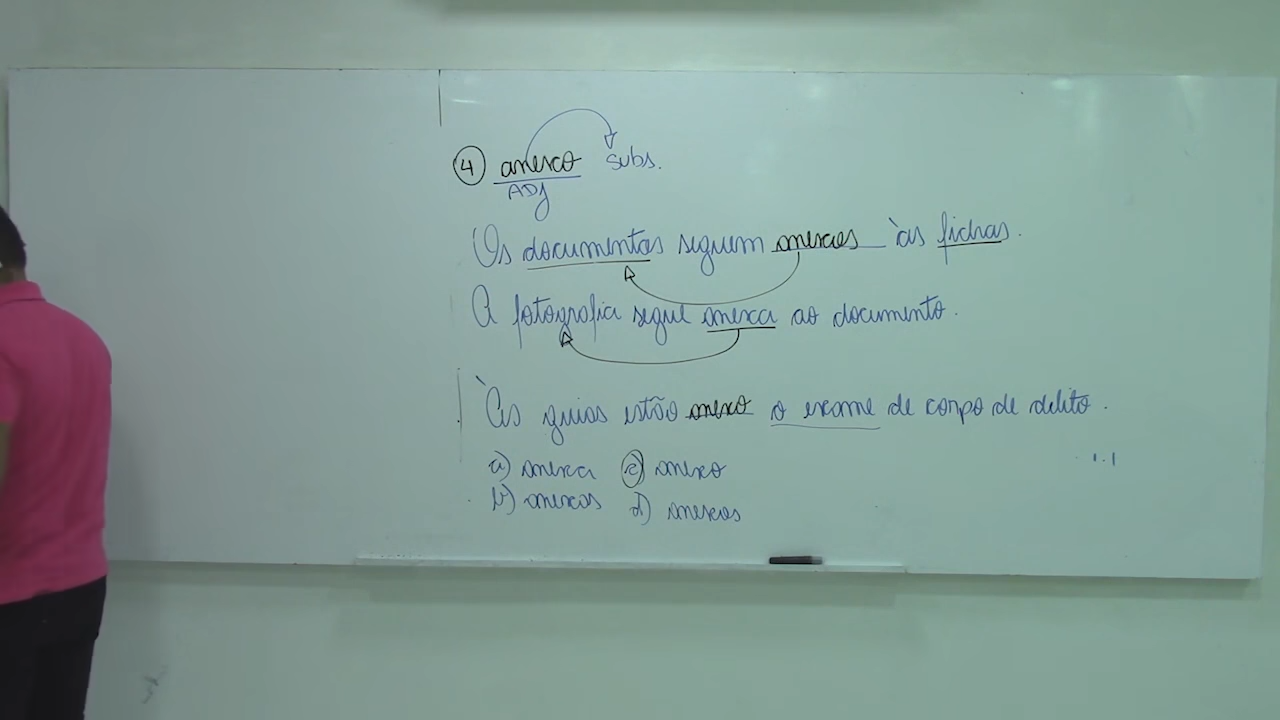 4 anexo subs.
ADJ
Os documentos seguem anexos às fichas.
A fotografia segue anexa ao documento.
Às guias estão anexo o exame de corpo de delito.
a) anexa c) anexo
b) anexas d) anexos